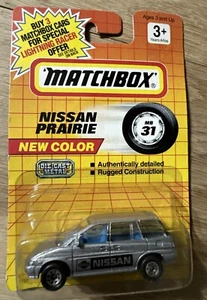 BUY 3
MATCHBOX CARS
FOR SPECIAL
LIGHTNING RACER
OFFER
Ages 3 and Up
3+
MATCHBOX
NISSAN
PRAIRIE
MB
31
NEW COLOR
DIE-CAST
METAL
• Authentically detailed
• Rugged Construction
NISSAN